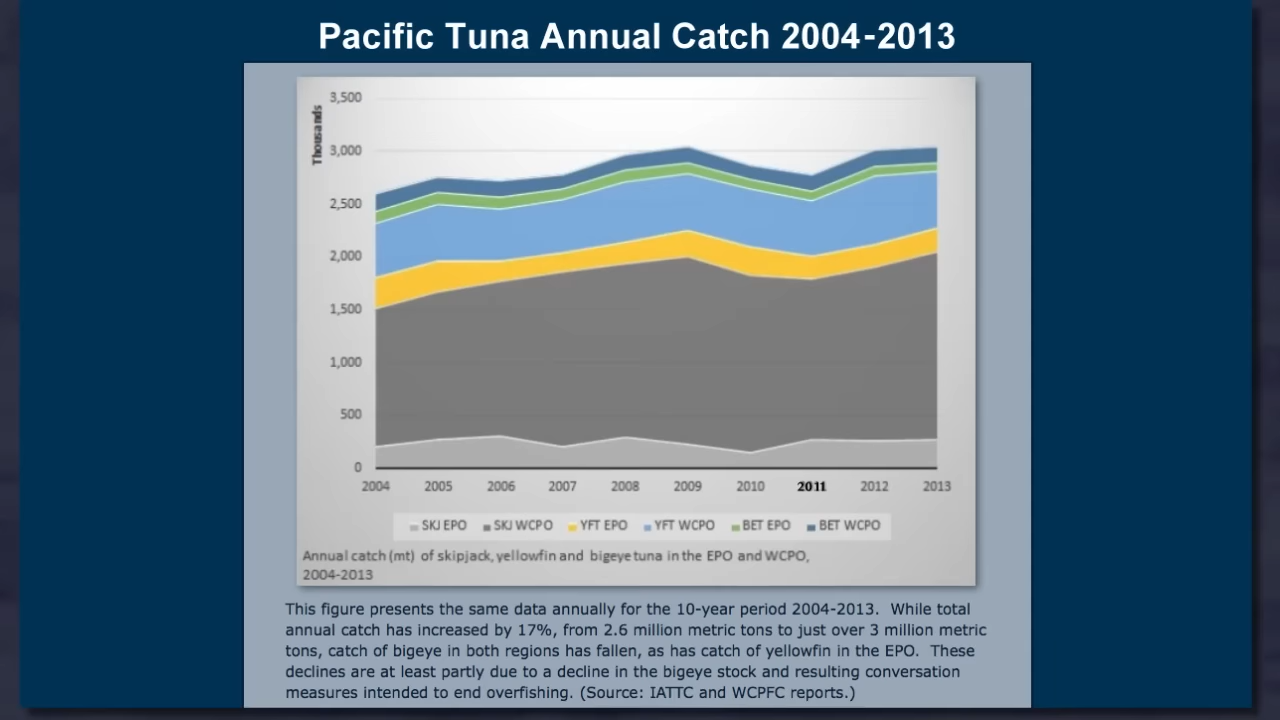 Pacific Tuna Annual Catch 2004-2013
Thousands
3,500
3,000
2,500
2,000
1,500
1,000
500
0
2004 2005 2006 2007 2008 2009 2010 2011 2012 2013
SKJ EPO SKJ WCPO YFT EPO YFT WCPO BET EPO BET WCPO
Annual catch (mt) of skipjack, yellowfin and bigeye tuna in the EPO and WCPO,
2004-2013
This figure presents the same data annually for the 10-year period 2004-2013. While total
annual catch has increased by 17%, from 2.6 million metric tons to just over 3 million metric
tons, catch of bigeye in both regions has fallen, as has catch of yellowfin in the EPO. These
declines are at least partly due to a decline in the bigeye stock and resulting conversation
measures intended to end overfishing. (Source: IATTC and WCPFC reports.)